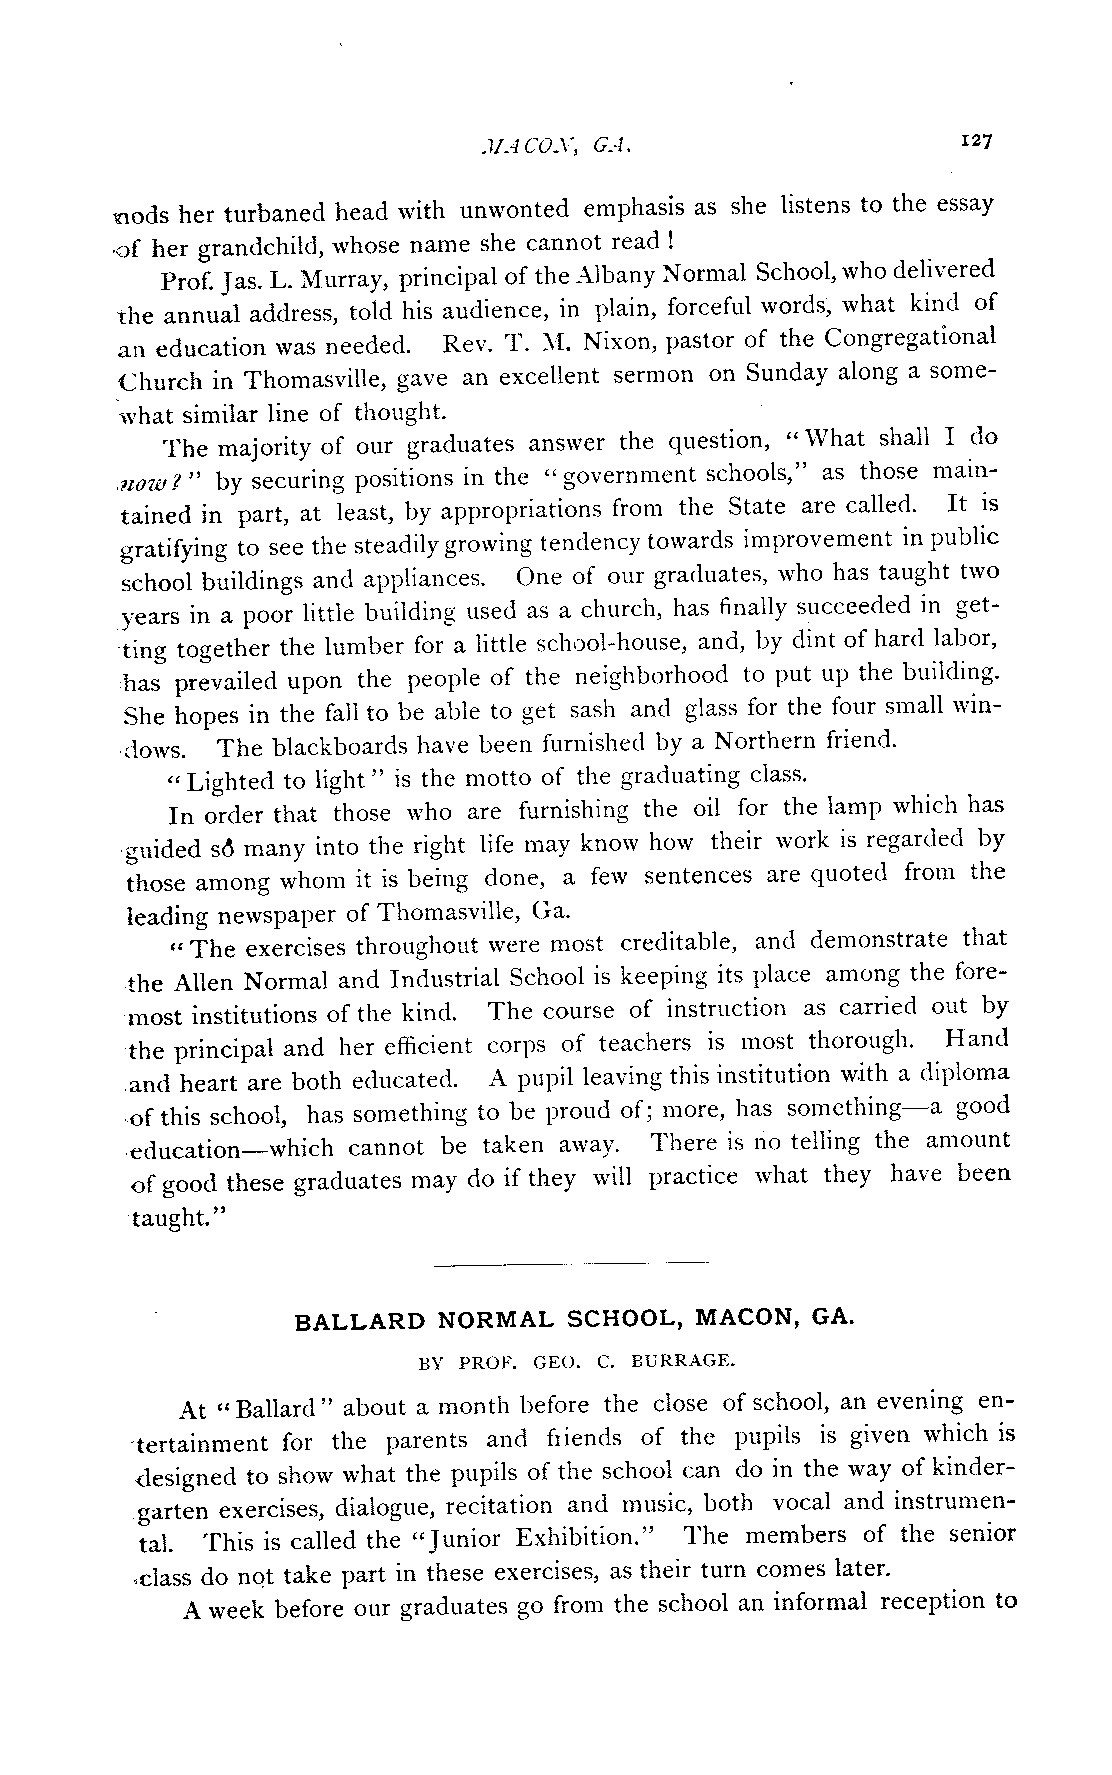 MACON, GA. 127
nods her turbaned head with unwonted emphasis as she listens to the essay
of her grandchild, whose name she cannot read !
Prof. Jas. L. Murray, principal of the Albany Normal School, who delivered
the annual address, told his audience, in plain, forceful words, what kind of
an education was needed. Rev. T. M. Nixon, pastor of the Congregational
Church in Thomasville, gave an excellent sermon on Sunday along a some-
what similar line of thought.
The majority of our graduates answer the question, "What shall I do
now?" by securing positions in the "government schools," as those main-
tained in part, at least, by appropriations from the State are called. It is
gratifying to see the steadily growing tendency towards improvement in public
school buildings and appliances. One of our graduates, who has taught two
years in a poor little building used as a church, has finally succeeded in get-
ting together the lumber for a little school-house, and, by dint of hard labor,
has prevailed upon the people of the neighborhood to put up the building.
She hopes in the fall to be able to get sash and glass for the four small win-
dows. The blackboards have been furnished by a Northern friend.
"Lighted to light" is the motto of the graduating class.
In order that those who are furnishing the oil for the lamp which has
guided so many into the right life may know how their work is regarded by
those among whom it is being done, a few sentences are quoted from the
leading newspaper of Thomasville, Ga.
"The exercises throughout were most creditable, and demonstrate that
the Allen Normal and Industrial School is keeping its place among the fore-
most institutions of the kind. The course of instruction as carried out by
the principal and her efficient corps of teachers is most thorough. Hand
and heart are both educated. A pupil leaving this institution with a diploma
of this school, has something to be proud of; more, has something—a good
education—which cannot be taken away. There is no telling the amount
of good these graduates may do if they will practice what they have been
taught."
BALLARD NORMAL SCHOOL, MACON, GA.
BY PROF. GEO. C. BURRAGE.
At "Ballard" about a month before the close of school, an evening en-
tertainment for the parents and friends of the pupils is given which is
designed to show what the pupils of the school can do in the way of kinder-
garten exercises, dialogue, recitation and music, both vocal and instrumen-
tal. This is called the "Junior Exhibition." The members of the senior
class do not take part in these exercises, as their turn comes later.
A week before our graduates go from the school an informal reception to